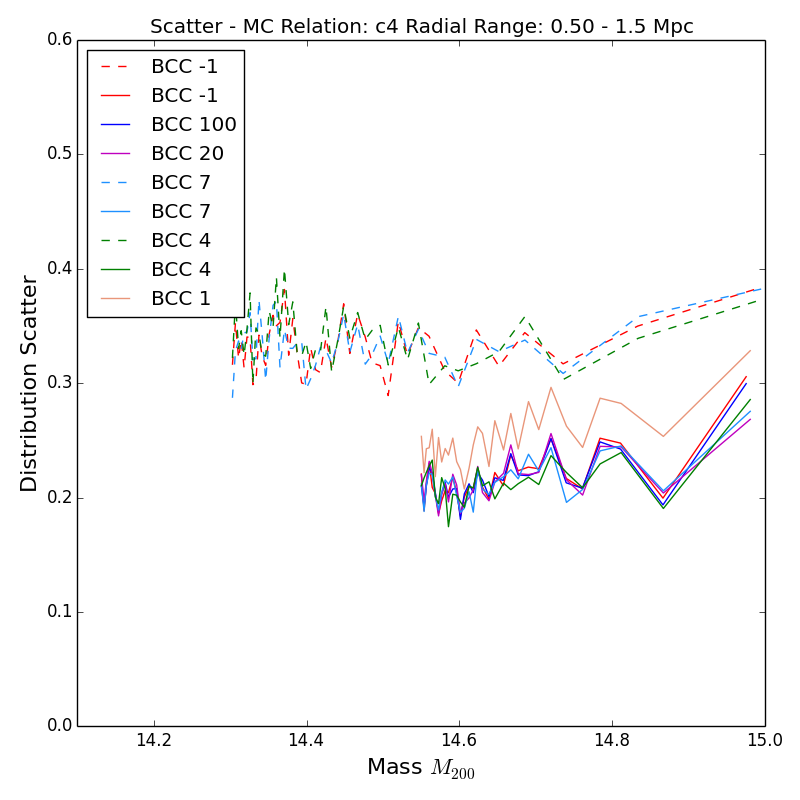 Scatter - MC Relation: c4 Radial Range: 0.50 - 1.5 Mpc
0.6
0.5
0.4
0.3
0.2
0.1
0.0
Distribution Scatter
BCC -1
BCC -1
BCC 100
BCC 20
BCC 7
BCC 7
BCC 4
BCC 4
BCC 1
14.2
14.4
14.6
14.8
15.0
Mass M200